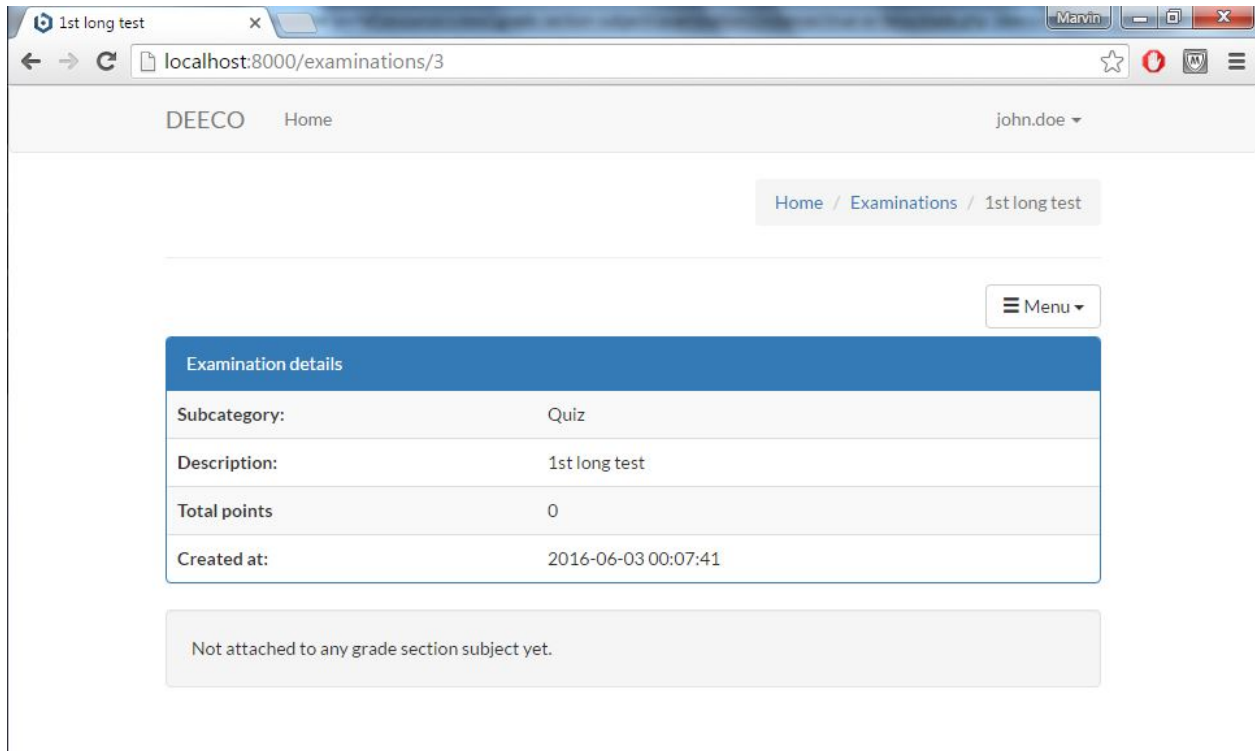 1st long test
Marvin
localhost:8000/examinations/3
DEECO Home john.doe
Home / Examinations / 1st long test
Menu
Examination details
Subcategory: Quiz
Description: 1st long test
Total points 0
Created at: 2016-06-03 00:07:41
Not attached to any grade section subject yet.